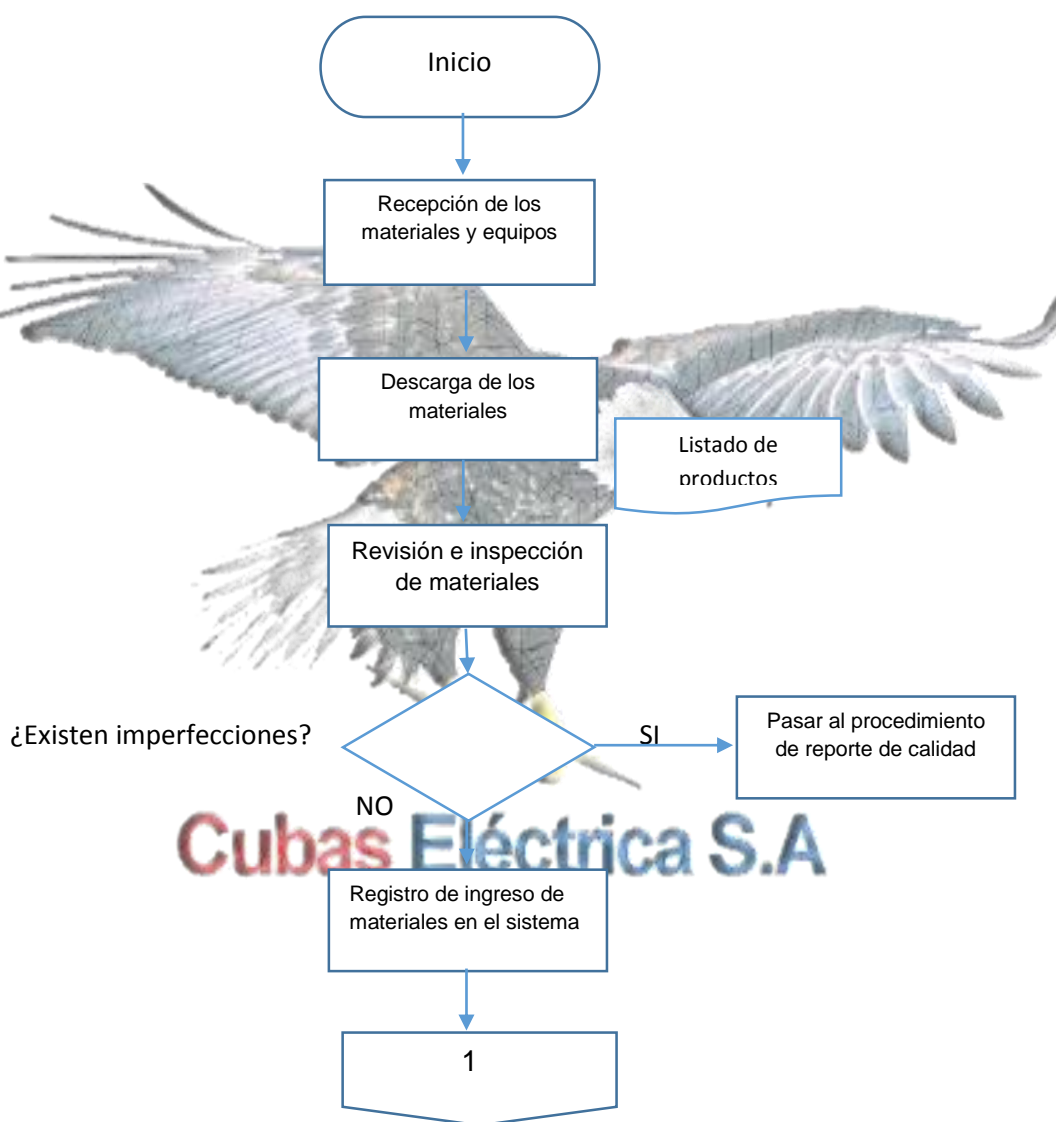 Inicio
Recepción de los
materiales y equipos
Descarga de los
materiales
Listado de
productos
Revisión e inspección
de materiales
¿Existen imperfecciones?
SI
Pasar al procedimiento
de reporte de calidad
NO
Cubas Eléctrica S.A
Registro de ingreso de
materiales en el sistema
1